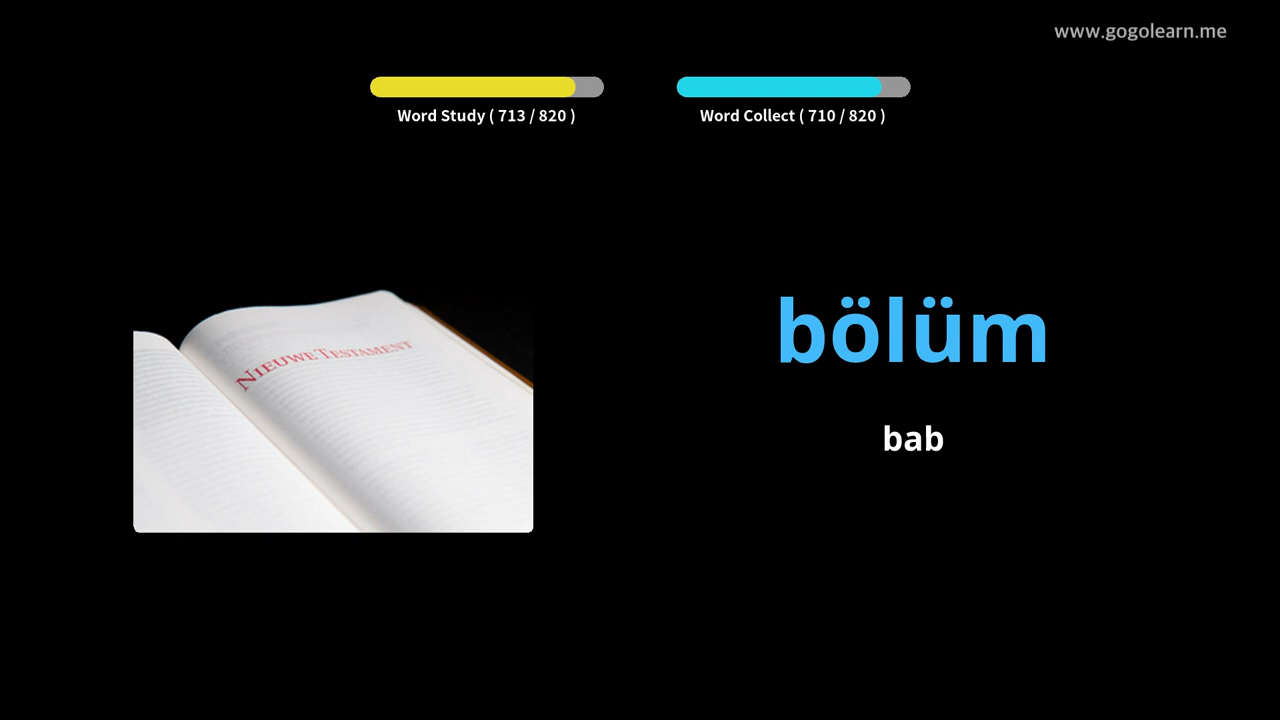 www.gogolearn.me
Word Study ( 713 / 820 )
Word Collect ( 710 / 820 )
NIEUWE TESTAMENT
bölüm
bab